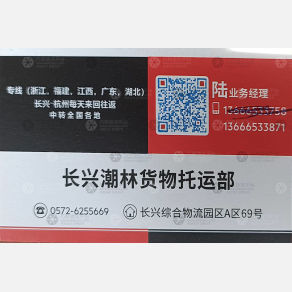 专线（浙江，福建，江西，广东，湖北）
长兴 杭州每天来回往返
中转全国各地
陆业务经理
13666533871
长兴潮林货物托运部
0572-6255669
长兴综合物流园区A区69号